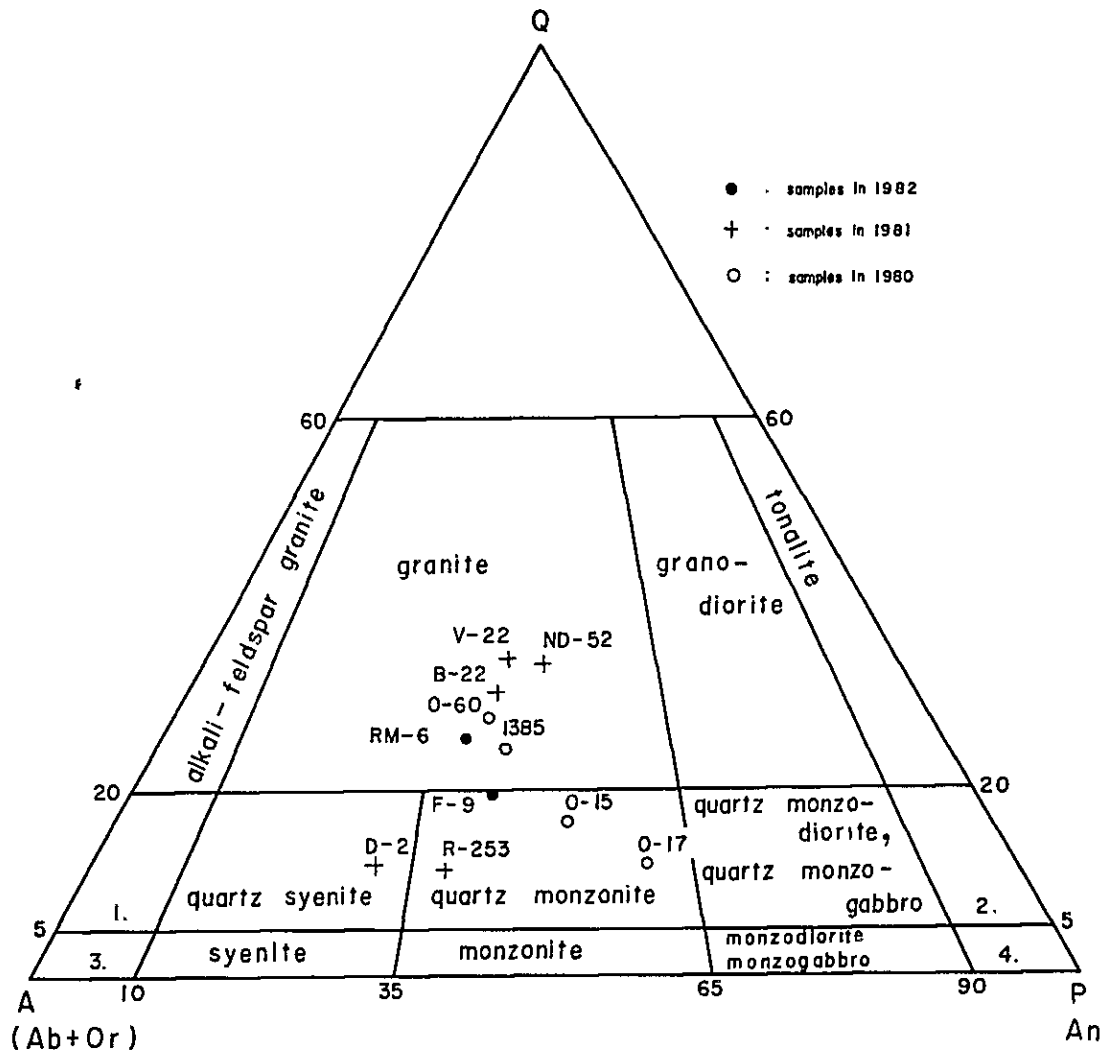 Q
● . samples in 1982
+ · samples in 1981
○ : samples in 1980
60
60
alkali-feldspar granite
tonalite
granite
grano-
diorite
V-22
ND-52
B-22
O-60
1385
RM-6
20
20
F-9
O-15
quartz monzo-
diorite,
D-2
R-253
O-17
quartz syenite
quartz monzonite
quartz monzo-
gabbro
1.
2.
5
5
3.
syenite
monzonite
monzodiorite
monzogabbro
4.
A
10
35
65
90
P
(Ab+Or)
An